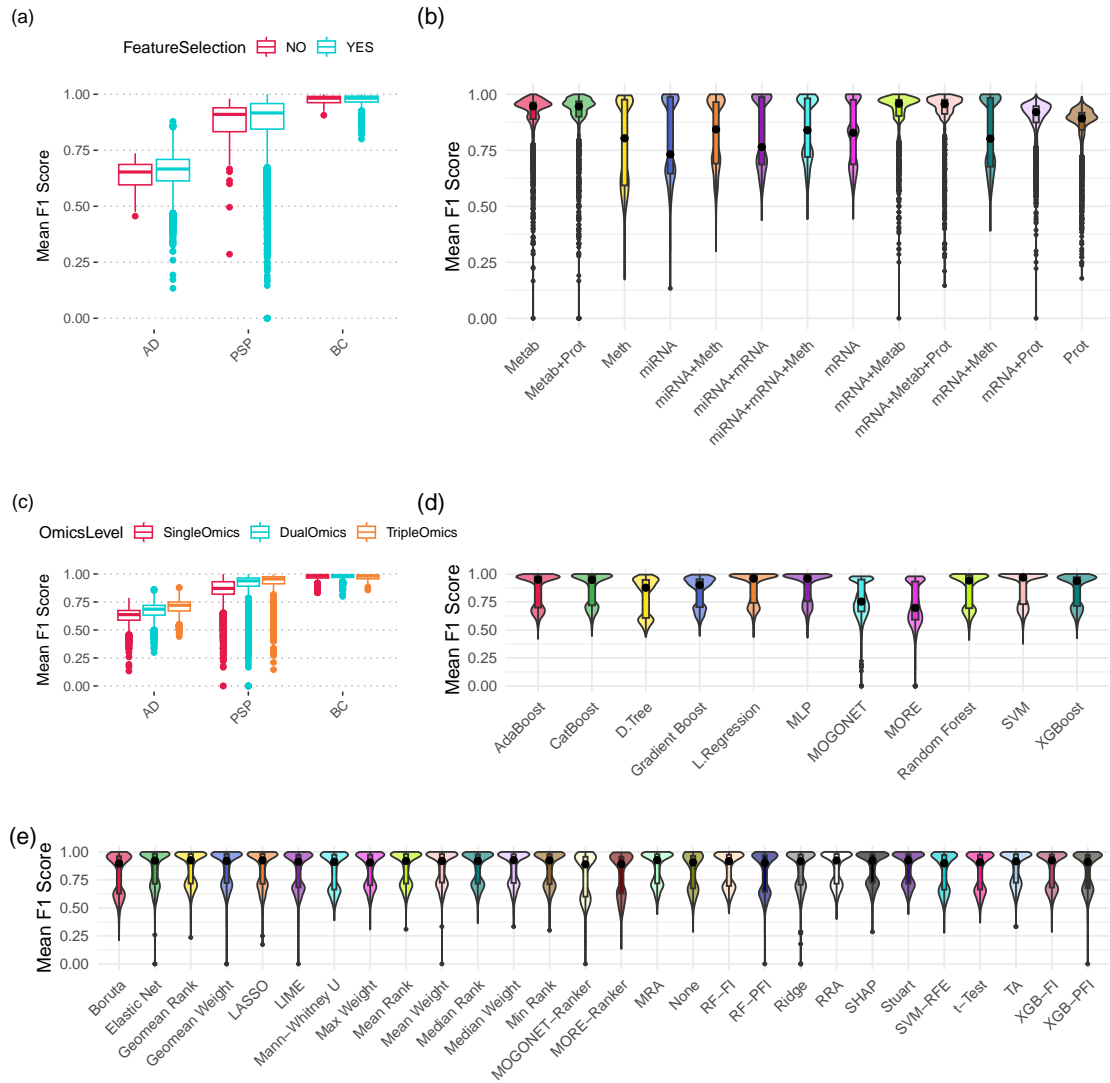 (a)
FeatureSelection NO YES
Mean F1 Score
1.00
0.75
0.50
0.25
0.00
AD
PSP
BC
(b)
Mean F1 Score
1.00
0.75
0.50
0.25
0.00
Metab
Metab+Prot
Meth
miRNA
miRNA+Meth
miRNA+mRNA
miRNA+mRNA+Meth
mRNA
mRNA+Metab
mRNA+Metab+Prot
mRNA+Meth
mRNA+Prot
Prot
(c)
OmicsLevel SingleOmics DualOmics TripleOmics
Mean F1 Score
1.00
0.75
0.50
0.25
0.00
AD
PSP
BC
(d)
Mean F1 Score
1.00
0.75
0.50
0.25
0.00
AdaBoost
CatBoost
D.Tree
Gradient Boost
L.Regression
MLP
MOGONET
MORE
Random Forest
SVM
XGBoost
(e)
Mean F1 Score
1.00
0.75
0.50
0.25
0.00
Boruta
Elastic Net
Geomean Rank
Geomean Weight
LASSO
LIME
Mann−Whitney U
Max Weight
Mean Rank
Mean Weight
Median Rank
Median Weight
Min Rank
MOGONET−Ranker
MORE−Ranker
MRA
None
RF−FI
RF−PFI
Ridge
RRA
SHAP
Stuart
SVM−RFE
t−Test
TA
XGB−FI
XGB−PFI